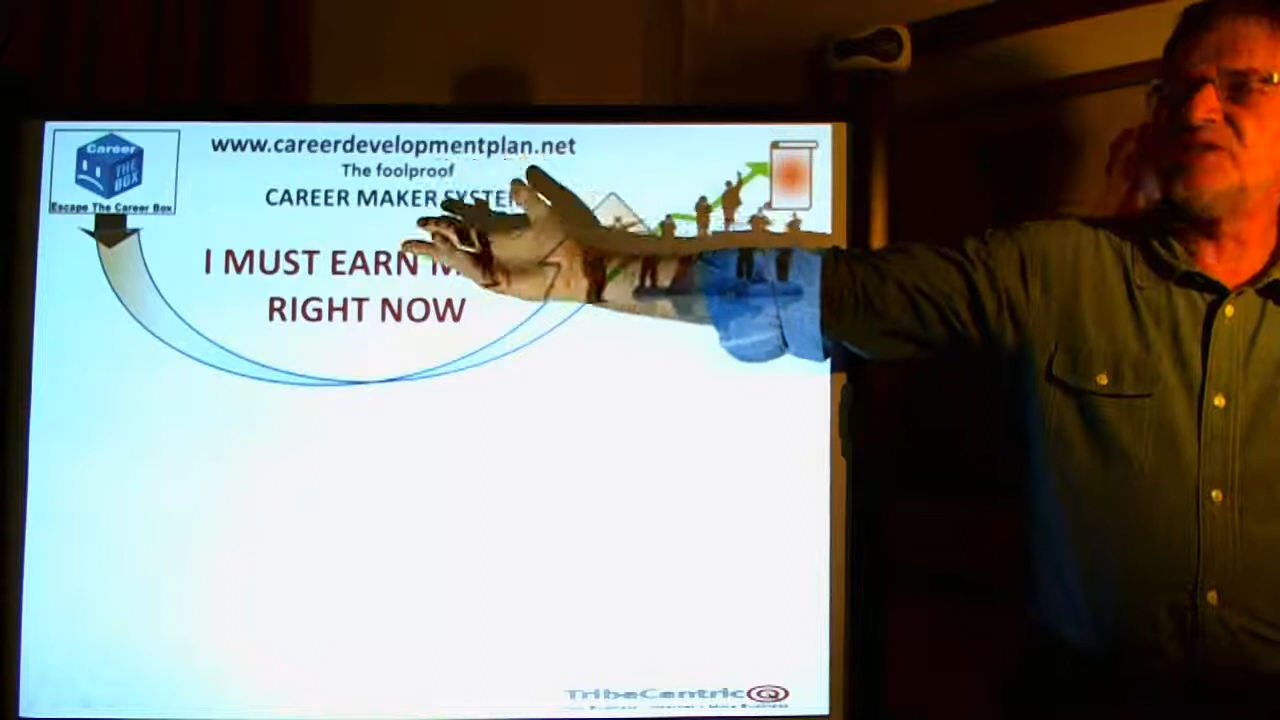 Career
THE
BOX
Escape The Career Box
www.careerdevelopmentplan.net
The foolproof
CAREER MAKER SYSTEM
I MUST EARN M
RIGHT NOW
TribeCentric